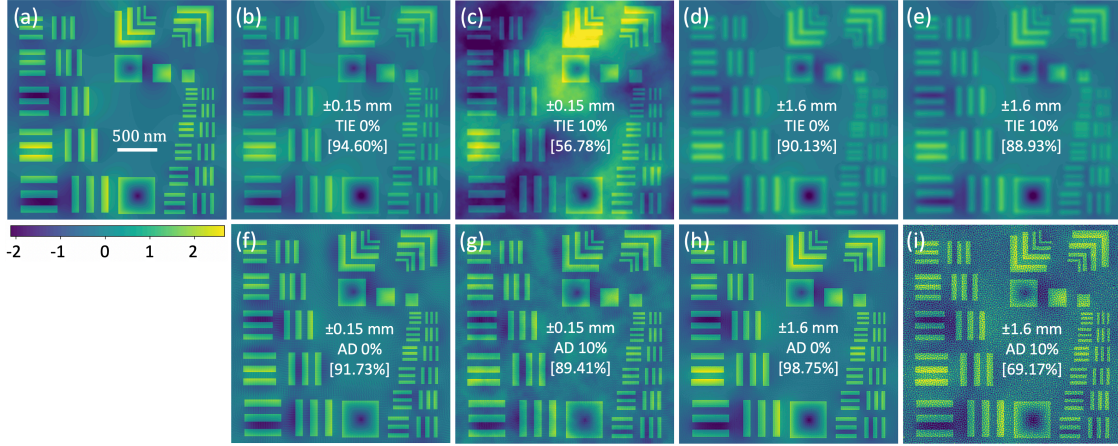 (a)
500 nm
(b)
±0.15 mm
TIE 0%
[94.60%]
(c)
±0.15 mm
TIE 10%
[56.78%]
(d)
±1.6 mm
TIE 0%
[90.13%]
(e)
±1.6 mm
TIE 10%
[88.93%]
-2 -1 0 1 2
(f)
±0.15 mm
AD 0%
[91.73%]
(g)
±0.15 mm
AD 10%
[89.41%]
(h)
±1.6 mm
AD 0%
[98.75%]
(i)
±1.6 mm
AD 10%
[69.17%]